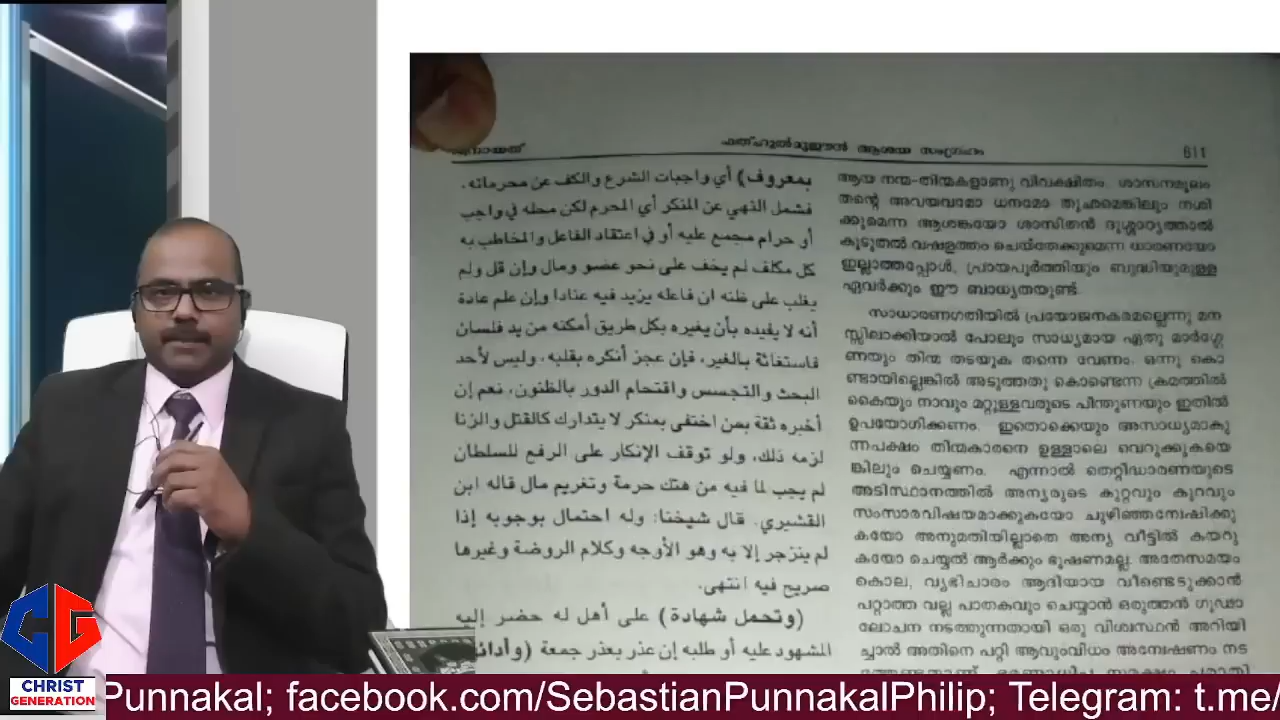 ഫത്ഹുൽമുഈൻ ആശയ സംഗ്രഹം
611
بمعروف) أي واجبات الشرع والكف عن محرماته .
فشمل النهي عن المنكر أي المحرم لكن محله في واجب
أو حرام مجمع عليه أو في اعتقاد الفاعل والمخاطب به
كل مكلف لم يخف على نحو عضو ومال وإن قل ولم
يغلب على ظنه ان فاعله يزيد فيه عنادا وإن علم عادة
أنه لا يفيده بأن يغيره بكل طريق أمكنه من يد فلسان
فاستغاثة بالغير، فإن عجز أنكره بقلبه، وليس لأحد
البحث والتجسس واقتحام الدور بالظنون، نعم إن
أخبره ثقة بمن اختفى بمنكر لا يتدارك كالقتل والزنا
لزمه ذلك، ولو توقف الإنكار على الرفع للسلطان
لم يجب لما فيه من هتك حرمة وتغريم مال قاله ابن
القشيري. قال شيخنا: وله احتمال بوجوبه إذا
لم ينزجر إلا به وهو الأوجه وكلام الروضة وغيرها
صريح فيه انتهى.
(وتحمل شهادة) على أهل له حضر إليه
المشهود عليه أو طلبه إن عذر بعذر جمعة (وأدائ
ആയ നന്മ-തിന്മകളാണു വിവക്ഷിതം. ശാസനമൂലം
തന്റെ അവയവമോ ധനമോ തുച്ഛമെങ്കിലും നശി
ക്കുമെന്ന ആശങ്കയോ ശാസിതൻ ദുശ്ശാഠ്യത്താൽ
കൂടുതൽ വഷളത്തം ചെയ്തേക്കുമെന്ന ധാരണയോ
ഇല്ലാത്തപ്പോൾ, പ്രായപൂർത്തിയും ബുദ്ധിയുമുള്ള
ഏവർക്കും ഈ ബാധ്യതയുണ്ട്.
സാധാരണഗതിയിൽ പ്രയോജനകരമല്ലെന്നു മന
സ്സിലാക്കിയാൽ പോലും സാധ്യമായ ഏതു മാർഗ്ഗേ
ണയും തിന്മ തടയുക തന്നെ വേണം. ഒന്നു കൊ
ണ്ടായില്ലെങ്കിൽ അടുത്തതു കൊണ്ടെന്ന ക്രമത്തിൽ
കൈയും നാവും മറ്റുള്ളവരുടെ പിന്തുണയും ഇതിൽ
ഉപയോഗിക്കണം. ഇതൊക്കെയും അസാധ്യമാകു
ന്നപക്ഷം തിന്മകാരനെ ഉള്ളാലെ വെറുക്കുകയെ
ങ്കിലും ചെയ്യണം. എന്നാൽ തെറ്റിദ്ധാരണയുടെ
അടിസ്ഥാനത്തിൽ അന്യരുടെ കുറ്റവും കുറവും
സംസാരവിഷയമാക്കുകയോ ചുഴിഞ്ഞന്വേഷിക്കു
കയോ അനുമതിയില്ലാതെ അന്യ വീട്ടിൽ കയറു
കയോ ചെയ്യൽ ആർക്കും ഭൂഷണമല്ല. അതേസമയം
കൊല, വ്യഭിചാരം ആദിയായ വീണ്ടെടുക്കാൻ
പറ്റാത്ത വല്ല പാതകവും ചെയ്യാൻ ഒരുത്തൻ ഗൂഢാ
ലോചന നടത്തുന്നതായി ഒരു വിശ്വസ്ഥൻ അറിയി
ച്ചാൽ അതിനെ പറ്റി ആവുംവിധം അന്വേഷണം നട
CG
CHRIST
GENERATION
Punnakal; facebook.com/SebastianPunnakalPhilip; Telegram: t.me/